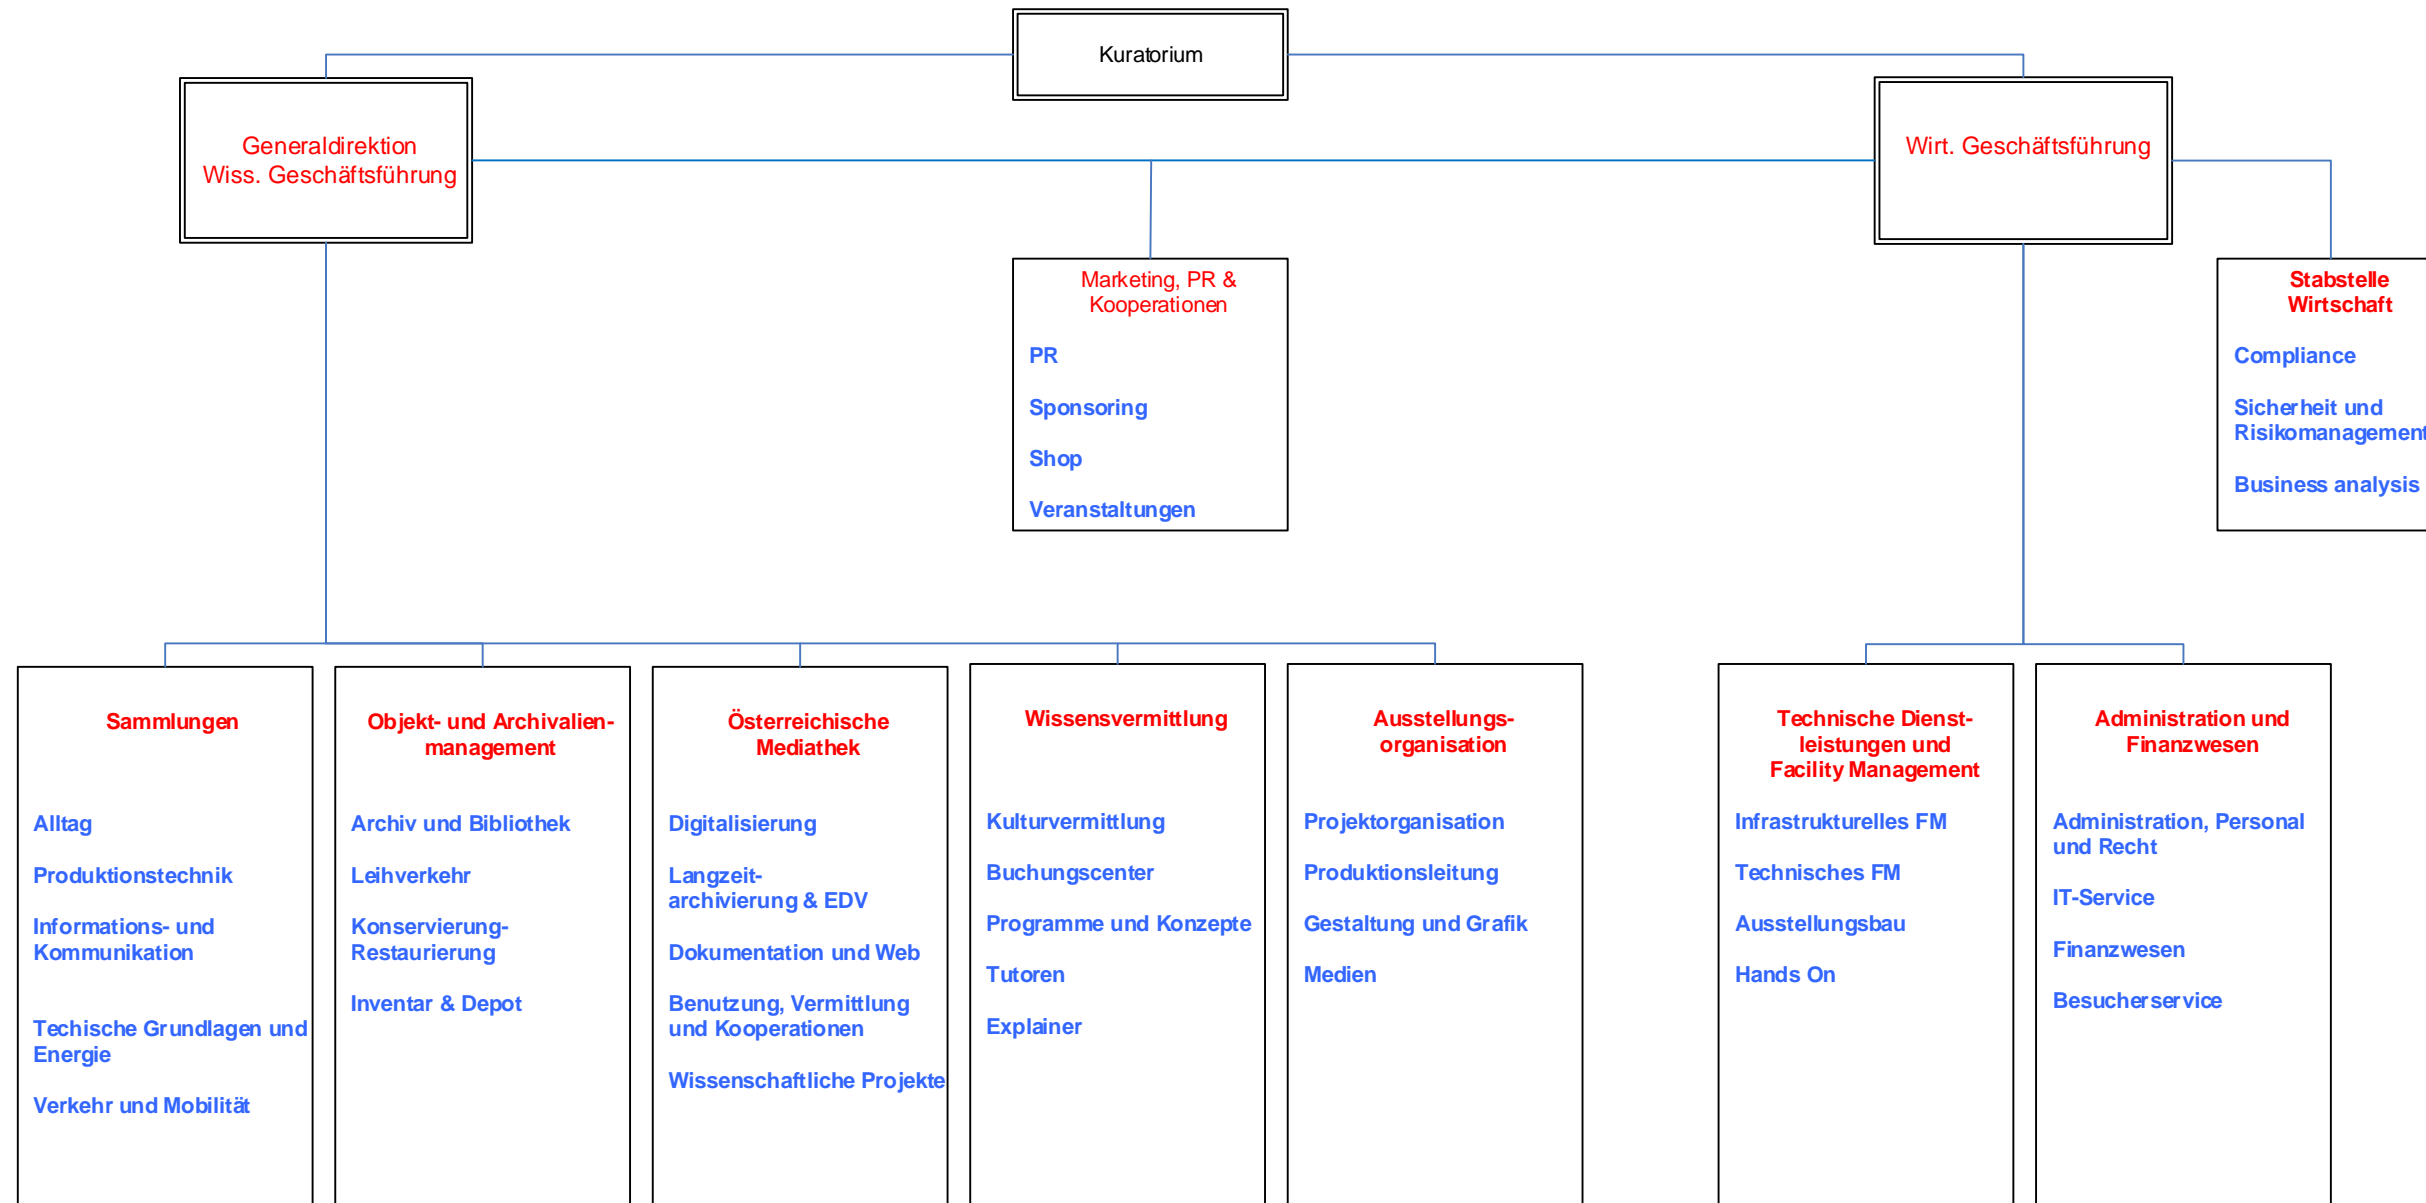 Kuratorium
Generaldirektion
Wiss. Geschäftsführung
Wirt. Geschäftsführung
Marketing, PR &
Kooperationen
PR
Sponsoring
Shop
Veranstaltungen
Stabstelle
Wirtschaft
Compliance
Sicherheit und
Risikomanagement
Business analysis
Sammlungen
Alltag
Produktionstechnik
Informations- und
Kommunikation
Techische Grundlagen und
Energie
Verkehr und Mobilität
Objekt- und Archivalien-
management
Archiv und Bibliothek
Leihverkehr
Konservierung-
Restaurierung
Inventar & Depot
Österreichische
Mediathek
Digitalisierung
Langzeit-
archivierung & EDV
Dokumentation und Web
Benutzung, Vermittlung
und Kooperationen
Wissenschaftliche Projekte
Wissensvermittlung
Kulturvermittlung
Buchungscenter
Programme und Konzepte
Tutoren
Explainer
Ausstellungs-
organisation
Projektorganisation
Produktionsleitung
Gestaltung und Grafik
Medien
Technische Dienst-
leistungen und
Facility Management
Infrastrukturelles FM
Technisches FM
Ausstellungsbau
Hands On
Administration und
Finanzwesen
Administration, Personal
und Recht
IT-Service
Finanzwesen
Besucherservice